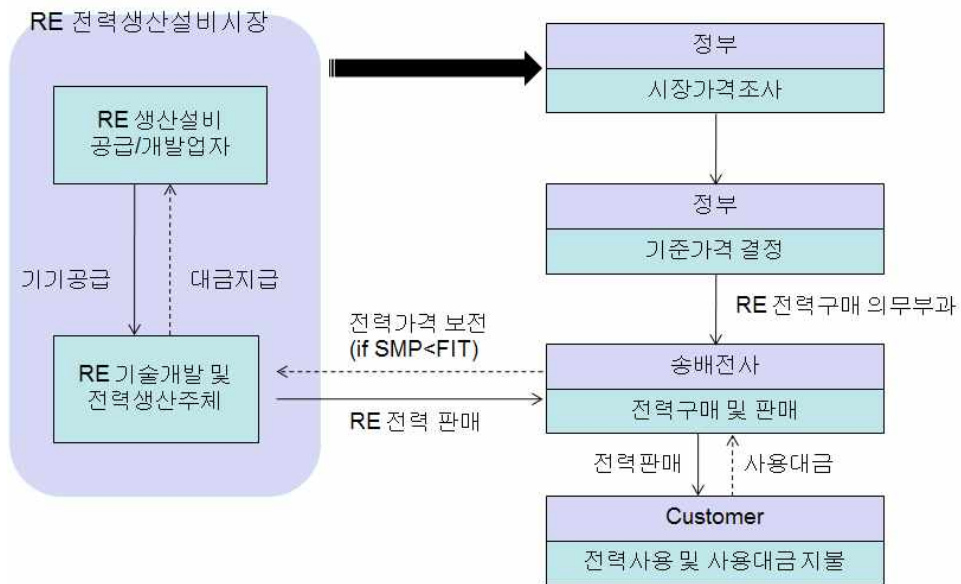 RE 전력생산설비시장
RE 생산설비
공급/개발업자
기기공급
대금지급
RE 기술개발 및
전력생산주체
전력가격 보전
(if SMP<FIT)
RE 전력 판매
정부
시장가격조사
정부
기준가격 결정
RE 전력구매 의무부과
송배전사
전력구매 및 판매
전력판매
사용대금
Customer
전력사용 및 사용대금 지불